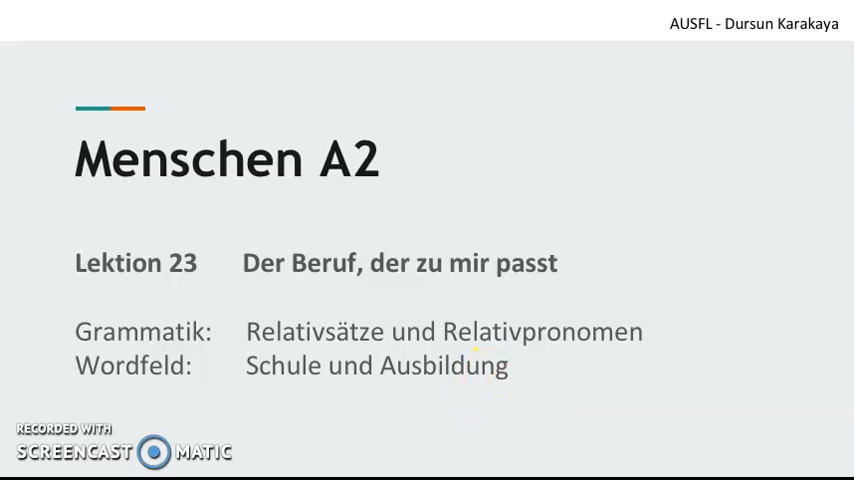 AUSFL - Dursun Karakaya
Menschen A2
Lektion 23 Der Beruf, der zu mir passt
Grammatik: Relativsätze und Relativpronomen
Wordfeld: Schule und Ausbildung
RECORDED WITH
SCREENCAST MATIC